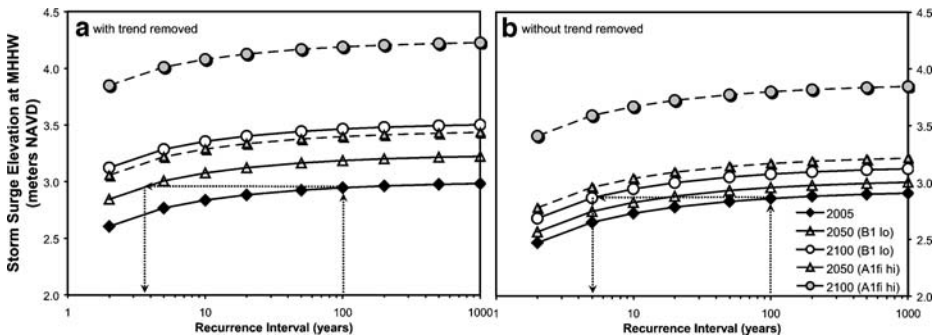 a with trend removed
b without trend removed
Storm Surge Elevation at MHHW
(meters NAVD)
4.5
4.0
3.5
3.0
2.5
2.0
1
10
100
1000
Recurrence Interval (years)
4.5
4.0
3.5
3.0
2.5
2.0
1
10
100
1000
Recurrence Interval (years)
2005
2050 (B1 lo)
2100 (B1 lo)
2050 (A1fi hi)
2100 (A1fi hi)